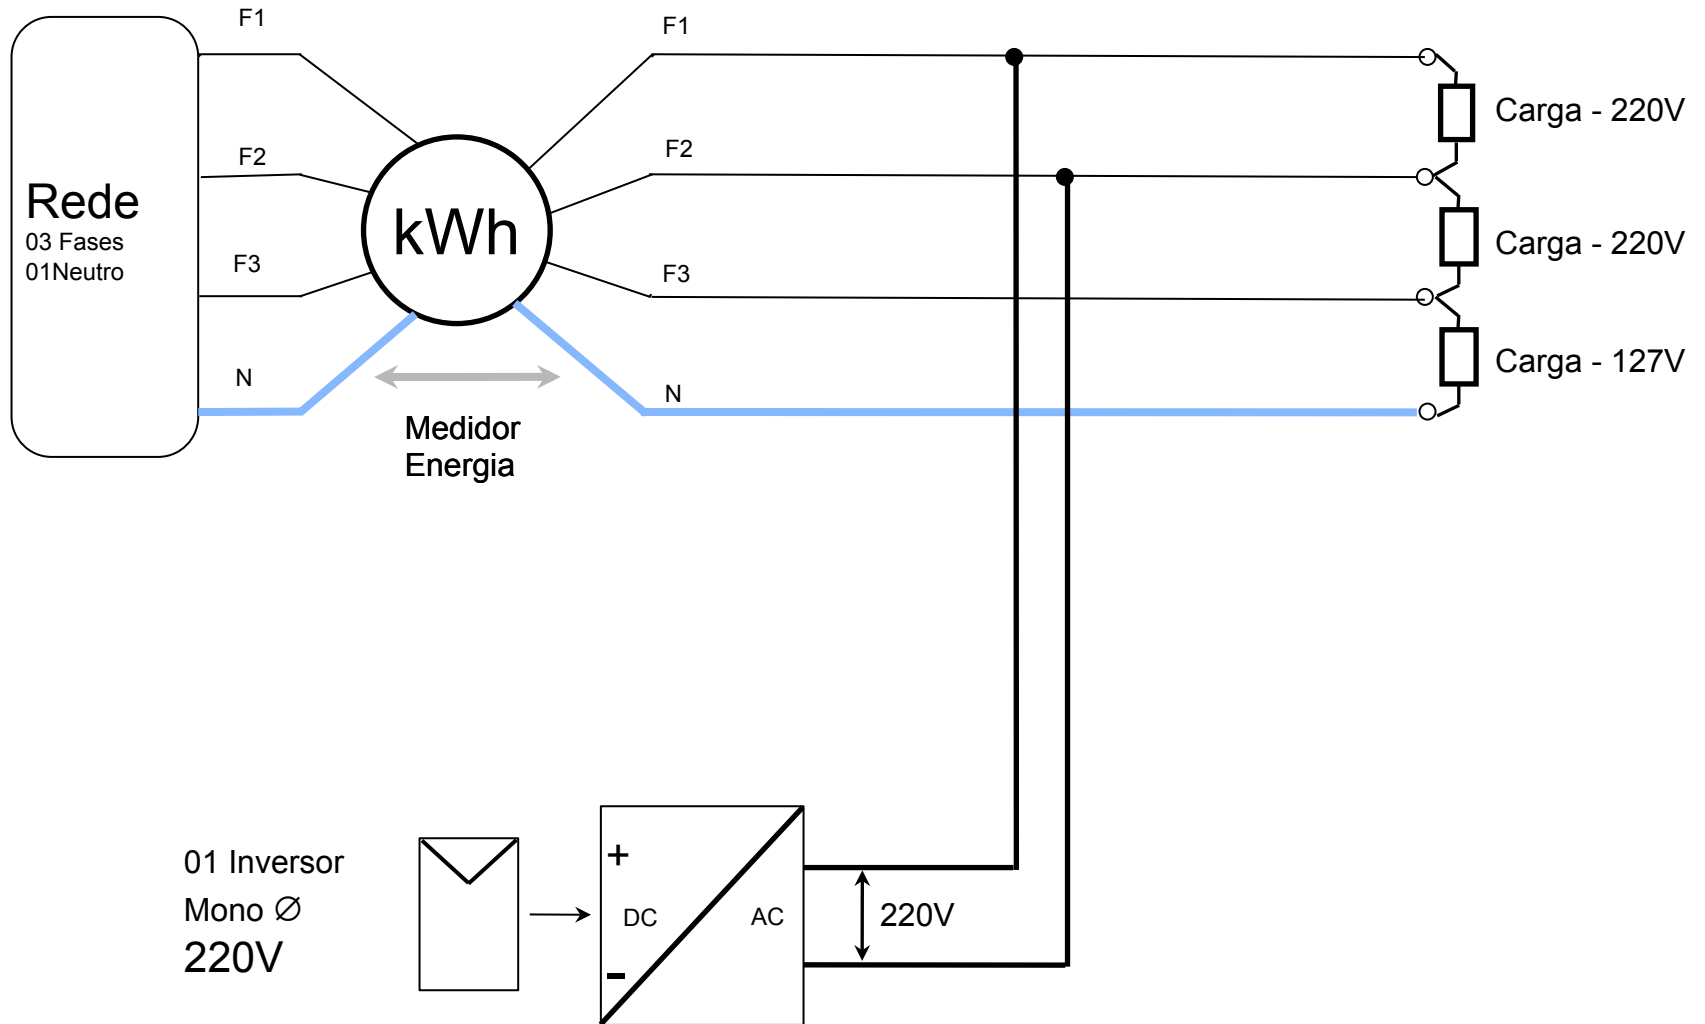 F1
F1
Carga - 220V
F2
F2
Rede
03 Fases
01Neutro
kWh
Carga - 220V
F3
F3
Carga - 127V
N
N
Medidor
Energia
01 Inversor
Mono ∅
220V
+
DC
AC
-
220V